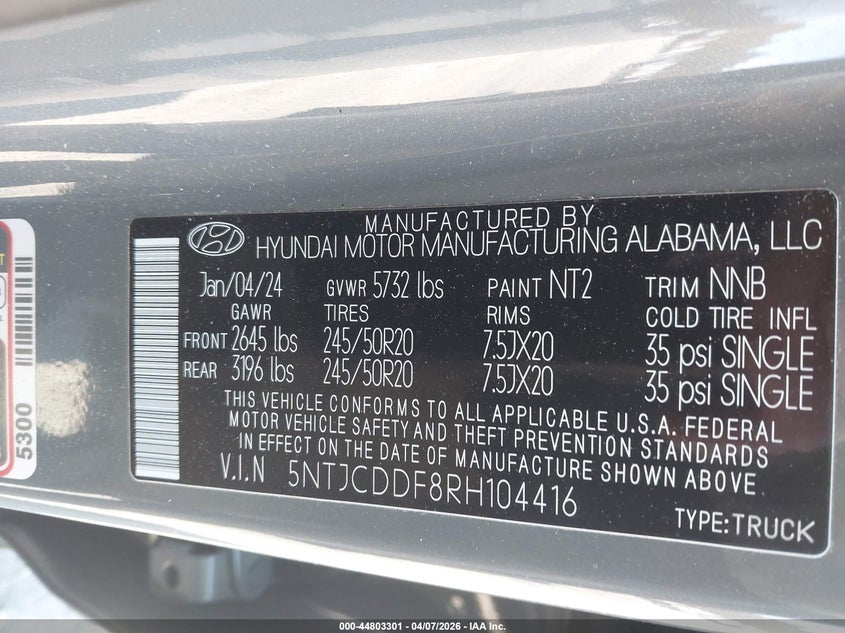 MANUFACTURED BY
HYUNDAI MOTOR MANUFACTURING ALABAMA, LLC
Jan/04/24 GVWR 5732 lbs PAINT NT2 TRIM NNB
GAWR TIRES RIMS COLD TIRE INFL
FRONT 2645 lbs 245/50R20 7.5JX20 35 psi SINGLE
REAR 3196 lbs 245/50R20 7.5JX20 35 psi SINGLE
THIS VEHICLE CONFORMS TO ALL APPLICABLE U.S.A. FEDERAL
MOTOR VEHICLE SAFETY AND THEFT PREVENTION STANDARDS
IN EFFECT ON THE DATE OF MANUFACTURE SHOWN ABOVE
V.I.N 5NTJCDDF8RH104416
TYPE:TRUCK
5300
000-44803301 - 04/07/2026 - IAA Inc.